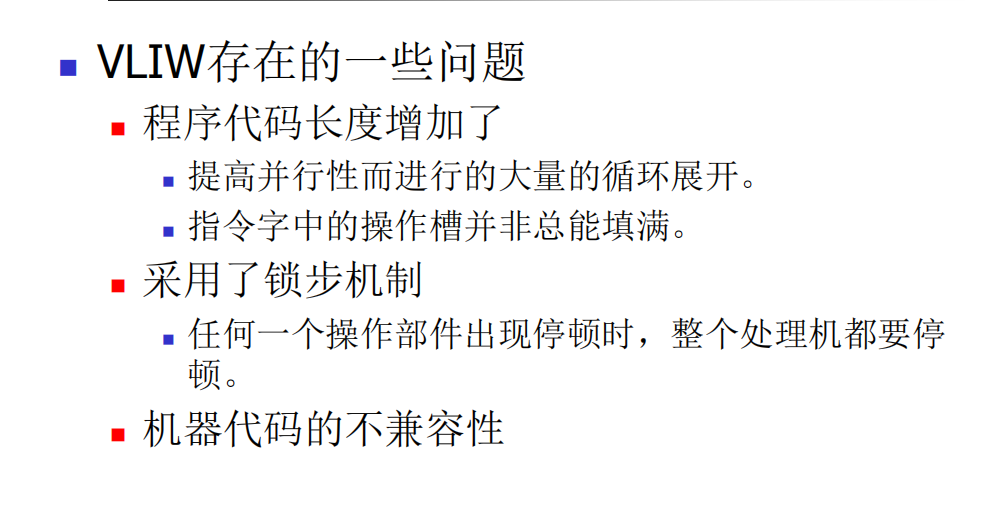 VLIW存在的一些问题
程序代码长度增加了
提高并行性而进行的大量的循环展开。
指令字中的操作槽并非总能填满。
采用了锁步机制
任何一个操作部件出现停顿时，整个处理机都要停
顿。
机器代码的不兼容性